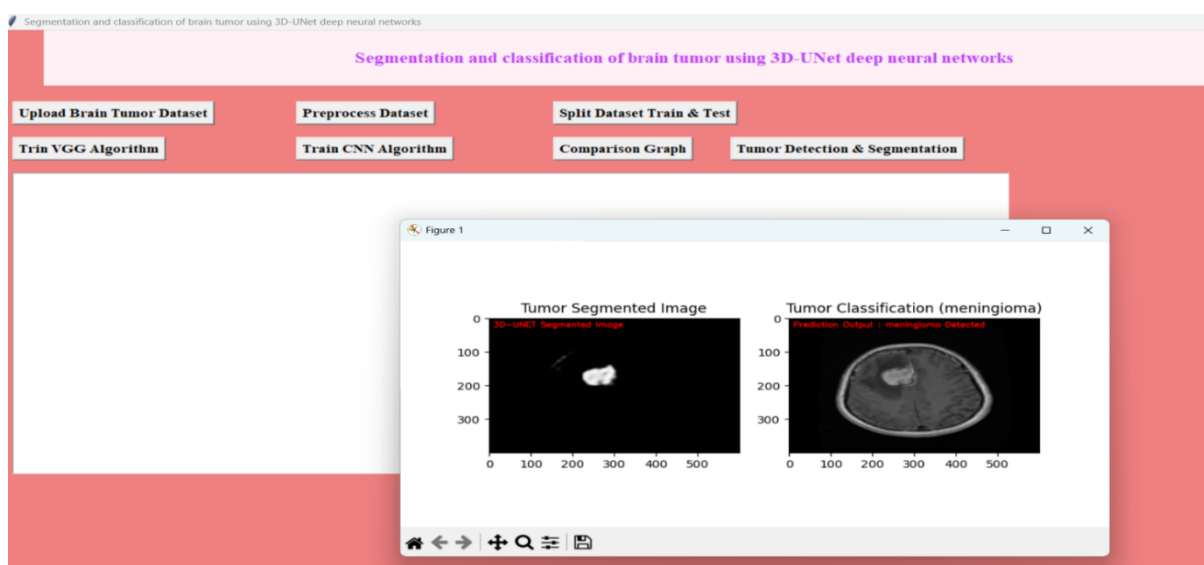 Segmentation and classification of brain tumor using 3D-UNet deep neural networks
Segmentation and classification of brain tumor using 3D-UNet deep neural networks
Upload Brain Tumor Dataset Preprocess Dataset Split Dataset Train & Test
Trin VGG Algorithm Train CNN Algorithm Comparison Graph Tumor Detection & Segmentation
Figure 1
Tumor Segmented Image Tumor Classification (meningioma)
0 3D-UNET Segmented Image 0 Prediction Output : meningioma Detected
100 100
200 200
300 300
0 100 200 300 400 500 0 100 200 300 400 500